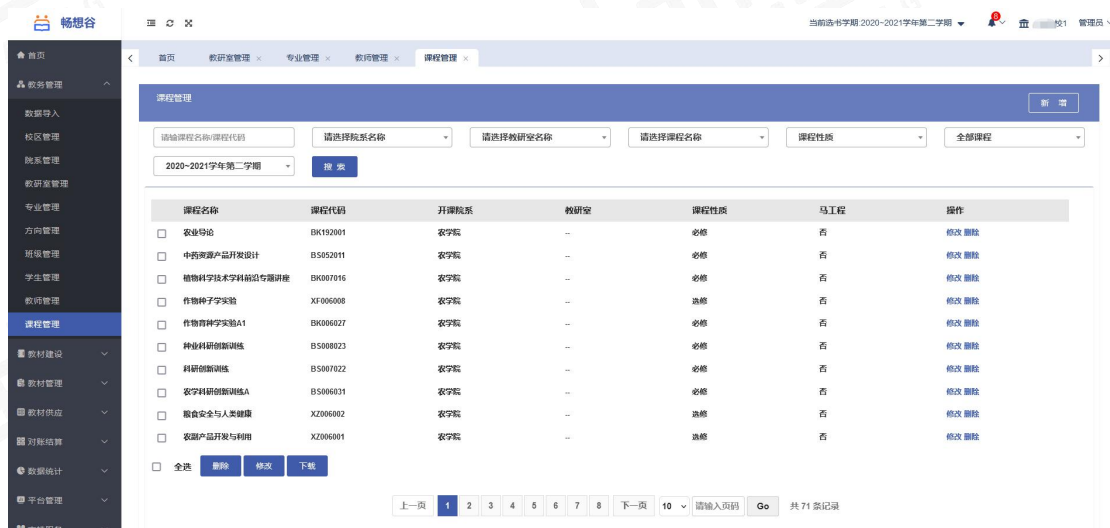 畅想谷
当前选书学期:2020~2021学年第二学期 6 校1 管理员
首页 教研室管理 × 专业管理 × 教师管理 × 课程管理 ×
首页
教务管理
数据导入
校区管理
院系管理
教研室管理
专业管理
方向管理
班级管理
学生管理
教师管理
课程管理
教材建设
教材管理
教材供应
对账结算
数据统计
平台管理
课程管理 新 增
请输课程名称/课程代码 请选择院系名称 请选择教研室名称 请选择课程名称 课程性质 全部课程
2020~2021学年第二学期 搜 索
课程名称 课程代码 开课院系 教研室 课程性质 马工程 操作
农业导论 BK192001 农学院 -- 必修 否 修改 删除
中药资源产品开发设计 BS052011 农学院 -- 必修 否 修改 删除
植物科学技术学科前沿专题讲座 BK007016 农学院 -- 必修 否 修改 删除
作物种子学实验 XF006008 农学院 -- 选修 否 修改 删除
作物育种学实验A1 BK006027 农学院 -- 必修 否 修改 删除
种业科研创新训练 BS008023 农学院 -- 必修 否 修改 删除
科研创新训练 BS007022 农学院 -- 必修 否 修改 删除
农学科研创新训练A BS006031 农学院 -- 必修 否 修改 删除
粮食安全与人类健康 XZ006002 农学院 -- 选修 否 修改 删除
农副产品开发与利用 XZ006001 农学院 -- 选修 否 修改 删除
全选 删除 修改 下载
上一页 1 2 3 4 5 6 7 8 下一页 10 请输入页码 Go 共 71 条记录